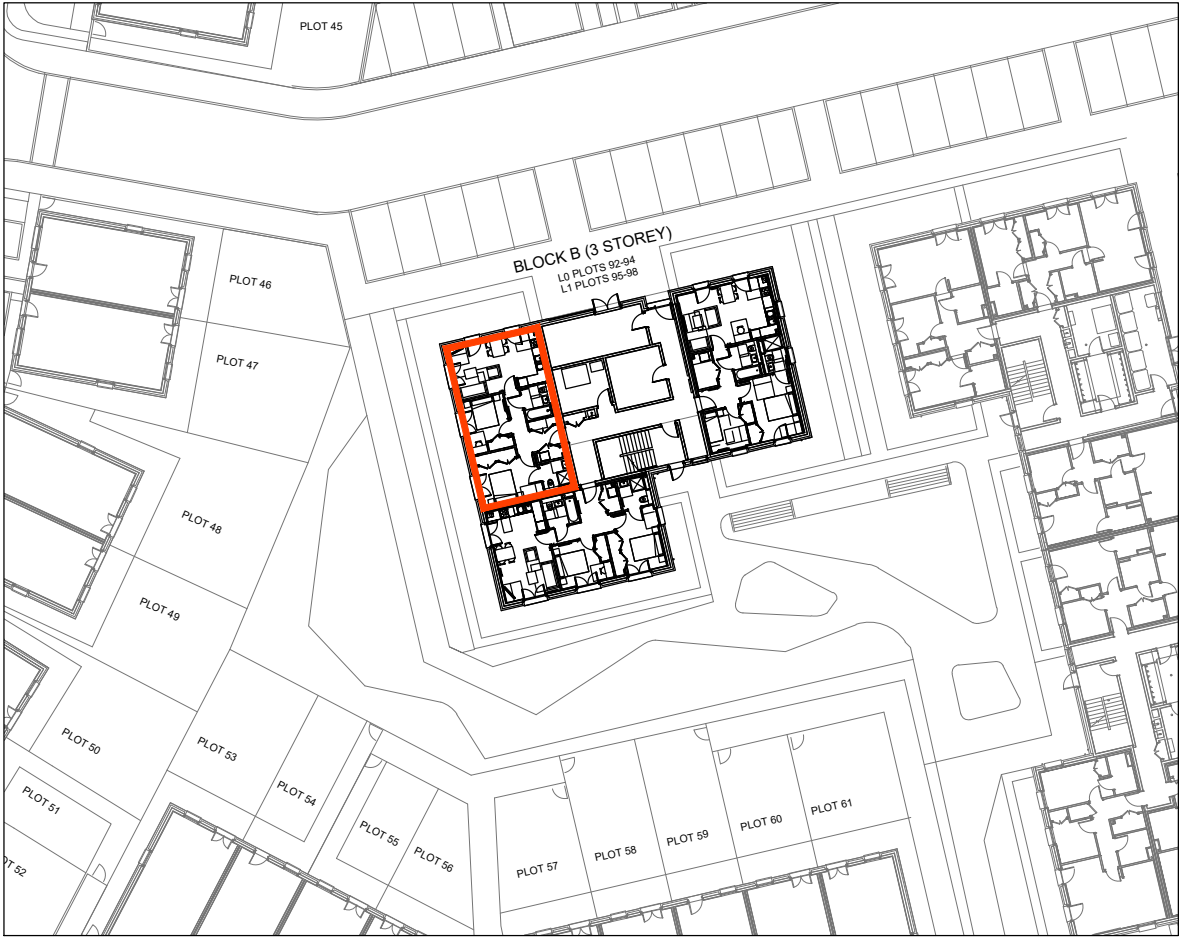 PLOT 45
BLOCK B (3 STOREY)
L0 PLOTS 92-94
L1 PLOTS 95-98
PLOT 46
PLOT 47
PLOT 48
PLOT 49
PLOT 50
PLOT 51
OT 52
PLOT 53
PLOT 54
PLOT 55
PLOT 56
PLOT 57
PLOT 58
PLOT 59
PLOT 60
PLOT 61